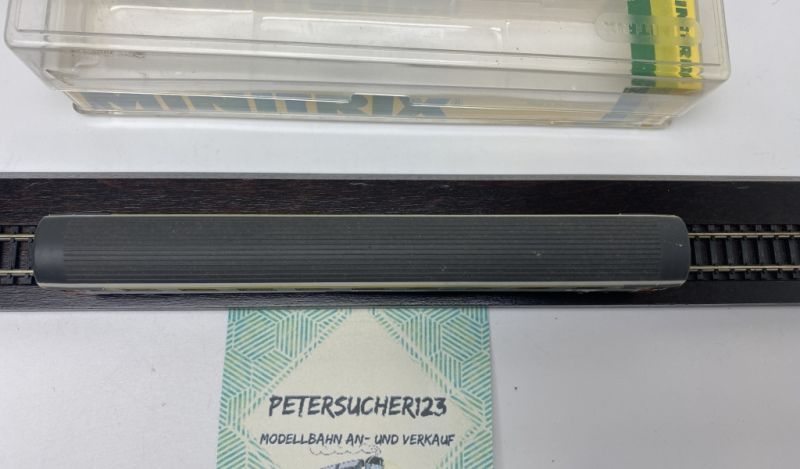 MINITRIX
PETERSUCHER123
MODELLBAHN AN- UND VERKAUF